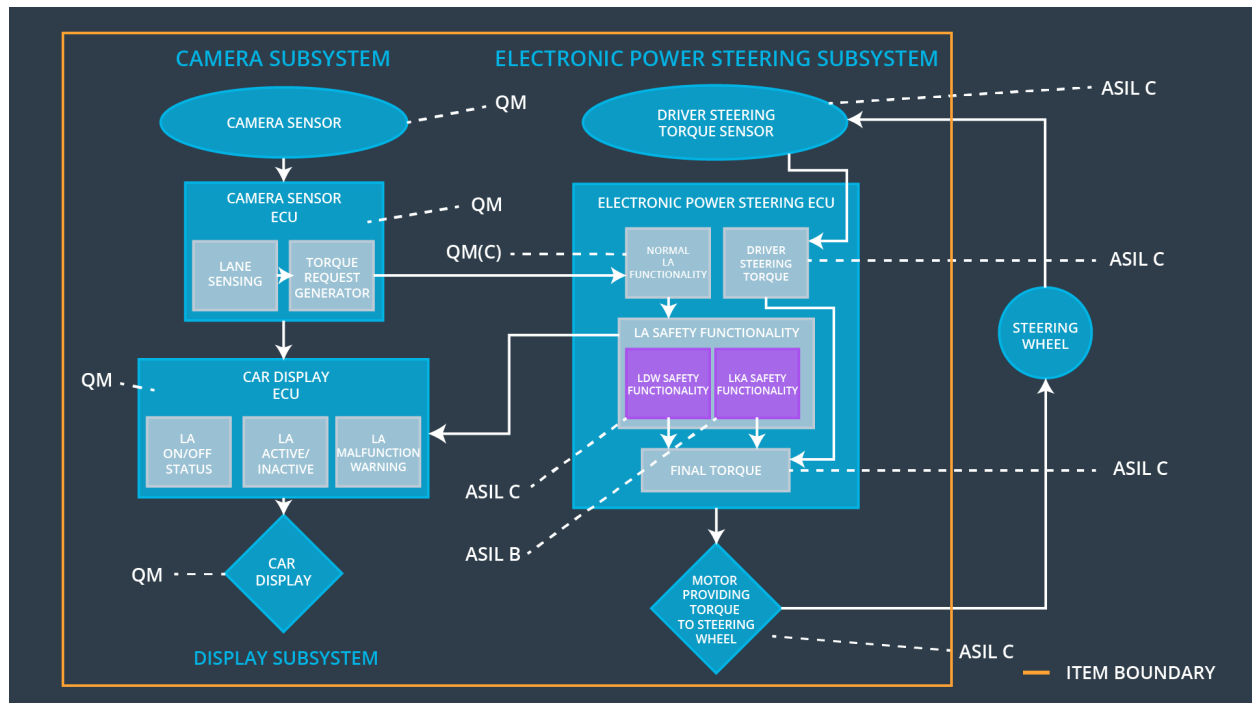 CAMERA SUBSYSTEM
ELECTRONIC POWER STEERING SUBSYSTEM
CAMERA SENSOR
QM
DRIVER STEERING
TORQUE SENSOR
ASIL C
CAMERA SENSOR
ECU
QM
LANE
SENSING
TORQUE
REQUEST
GENERATOR
ELECTRONIC POWER STEERING ECU
QM(C)
NORMAL
LA
FUNCTIONALITY
DRIVER
STEERING
TORQUE
ASIL C
LA SAFETY FUNCTIONALITY
LDW SAFETY
FUNCTIONALITY
LKA SAFETY
FUNCTIONALITY
STEERING
WHEEL
QM
CAR DISPLAY
ECU
LA
ON/OFF
STATUS
LA
ACTIVE/
INACTIVE
LA
MALFUNCTION
WARNING
FINAL TORQUE
ASIL C
ASIL C
ASIL B
QM
CAR
DISPLAY
MOTOR
PROVIDING
TORQUE
TO STEERING
WHEEL
ASIL C
DISPLAY SUBSYSTEM
ITEM BOUNDARY